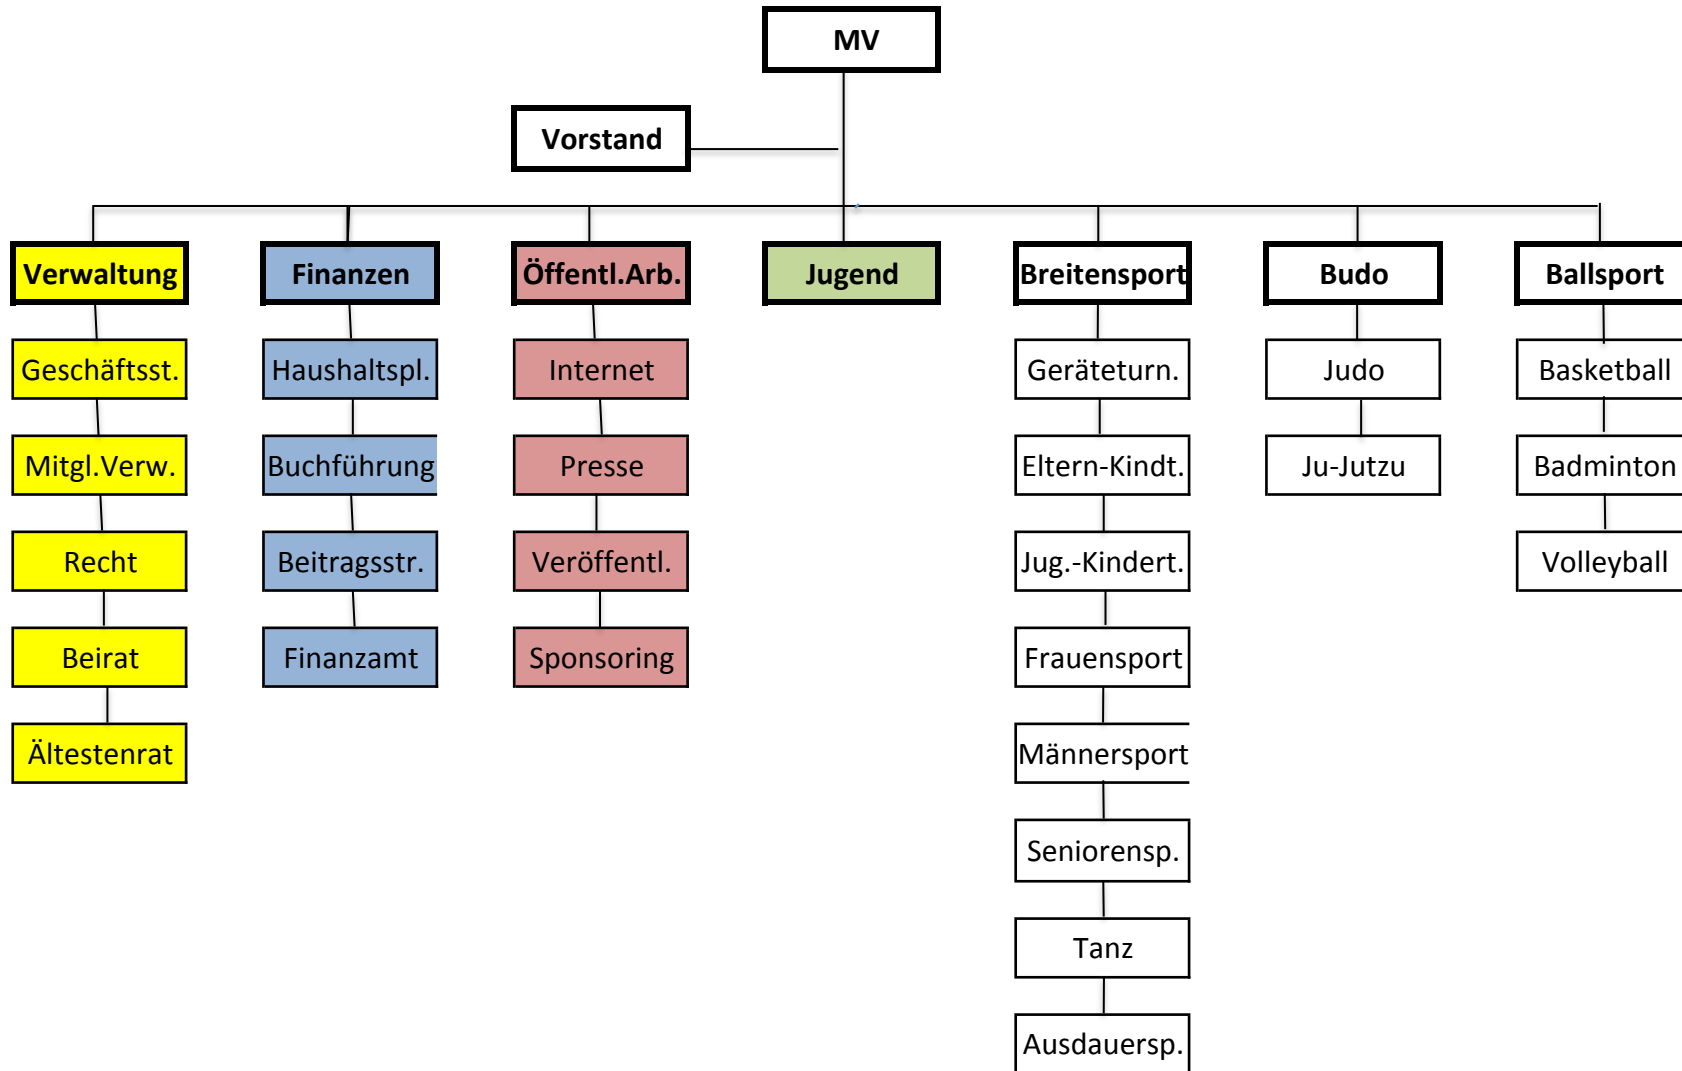 MV
Vorstand
Verwaltung
Finanzen
Öffentl.Arb.
Jugend
Breitensport
Budo
Ballsport
Geschäftsst.
Haushaltspl.
Internet
Geräteturn.
Judo
Basketball
Mitgl.Verw.
Buchführung
Presse
Eltern-Kindt.
Ju-Jutzu
Badminton
Recht
Beitragsstr.
Veröffentl.
Jug.-Kindert.
Volleyball
Beirat
Finanzamt
Sponsoring
Frauensport
Ältestenrat
Männersport
Seniorensp.
Tanz
Ausdauersp.